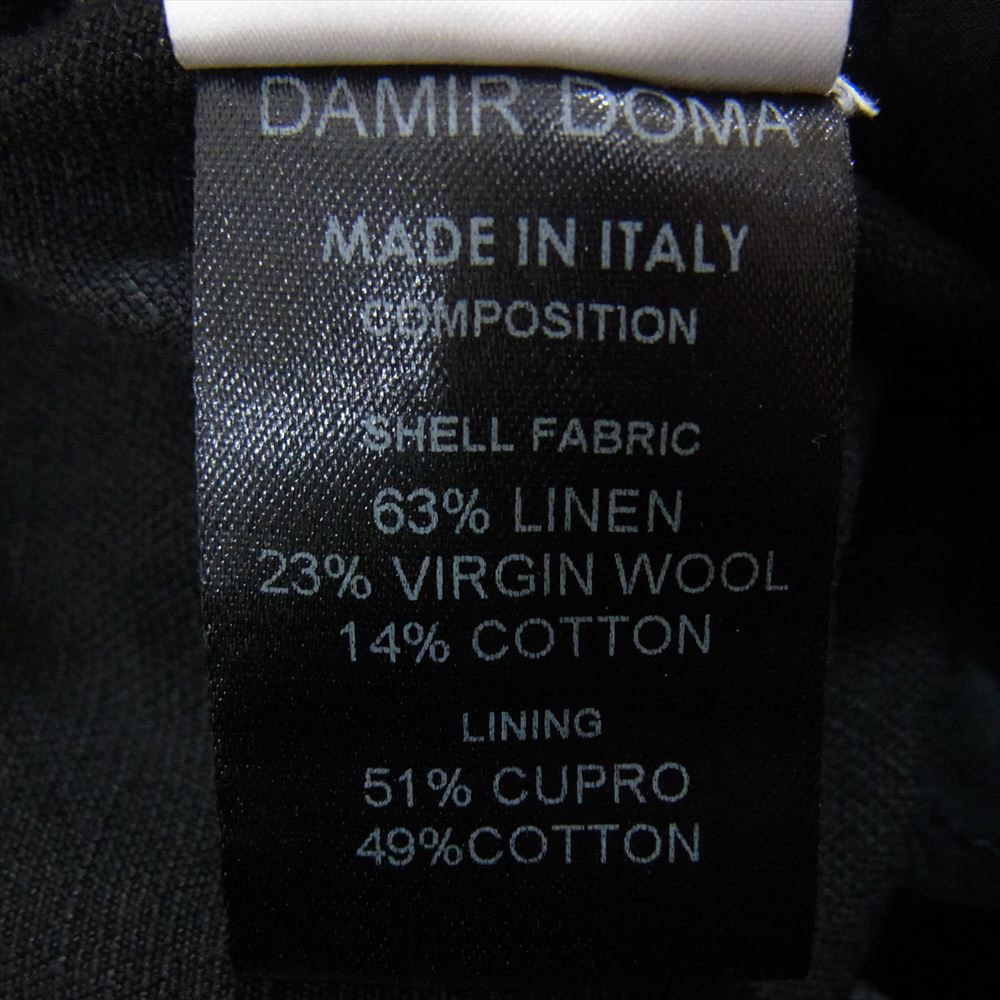 DAMIR DOMA
MADE IN ITALY
COMPOSITION
SHELL FABRIC
63% LINEN
23% VIRGIN WOOL
14% COTTON
LINING
51% CUPRO
49%COTTON